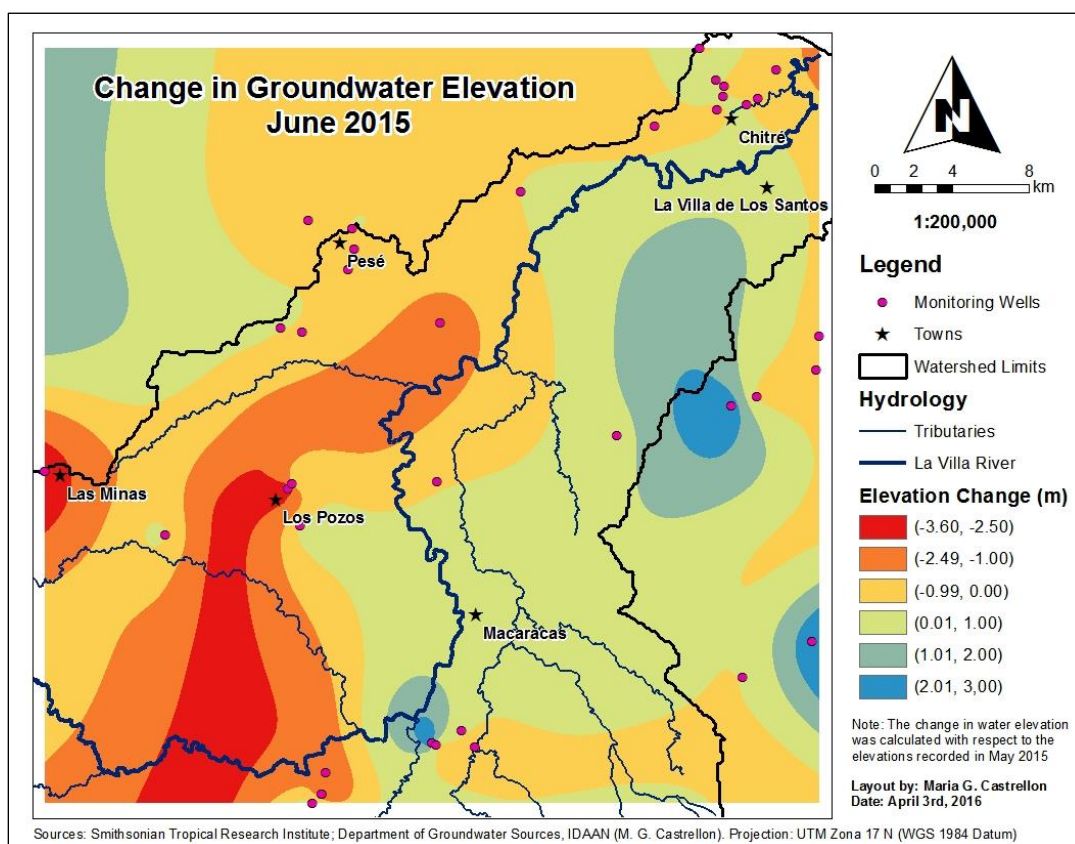 Change in Groundwater Elevation
June 2015
Chitré
La Villa de Los Santos
Pesé
Las Minas
Los Pozos
Macaracas
N
0 2 4 8
km
1:200,000
Legend
Monitoring Wells
Towns
Watershed Limits
Hydrology
Tributaries
La Villa River
Elevation Change (m)
(-3.60, -2.50)
(-2.49, -1.00)
(-0.99, 0.00)
(0.01, 1.00)
(1.01, 2.00)
(2.01, 3,00)
Note: The change in water elevation
was calculated with respect to the
elevations recorded in May 2015
Layout by: Maria G. Castrellon
Date: April 3rd, 2016
Sources: Smithsonian Tropical Research Institute; Department of Groundwater Sources, IDAAN (M. G. Castrellon). Projection: UTM Zona 17 N (WGS 1984 Datum)